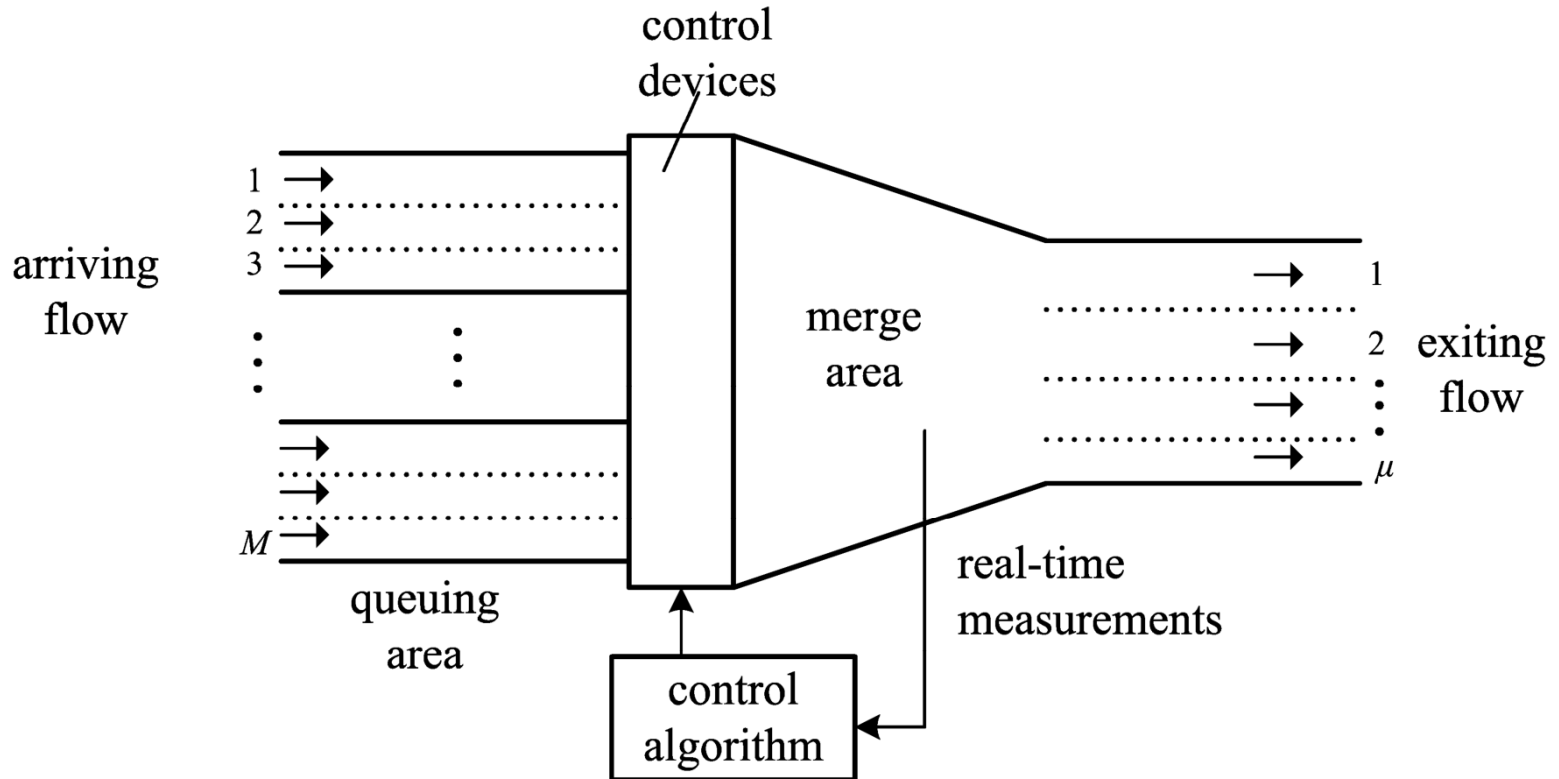 control
devices
1
2
3
arriving
flow
M
queuing
area
merge
area
1
2
μ
exiting
flow
real-time
measurements
control
algorithm